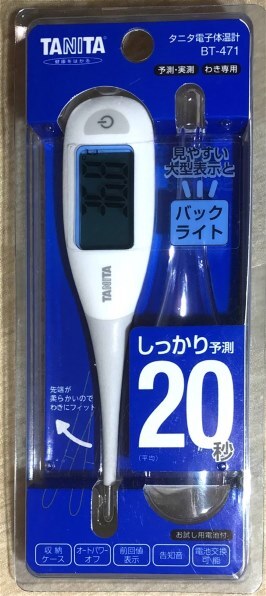 TANITA
健康をはかる
タニタ電子体温計
BT-471
予測・実測
わき専用
見やすい
大型表示と
バック
ライト
TANITA
しっかり予測
20秒
(平均)
先端が
柔らかいので
わきにフィット
お試し用電池付
収納
ケース
オートパワー
オフ
前回値
表示
告知音
電池交換
可能